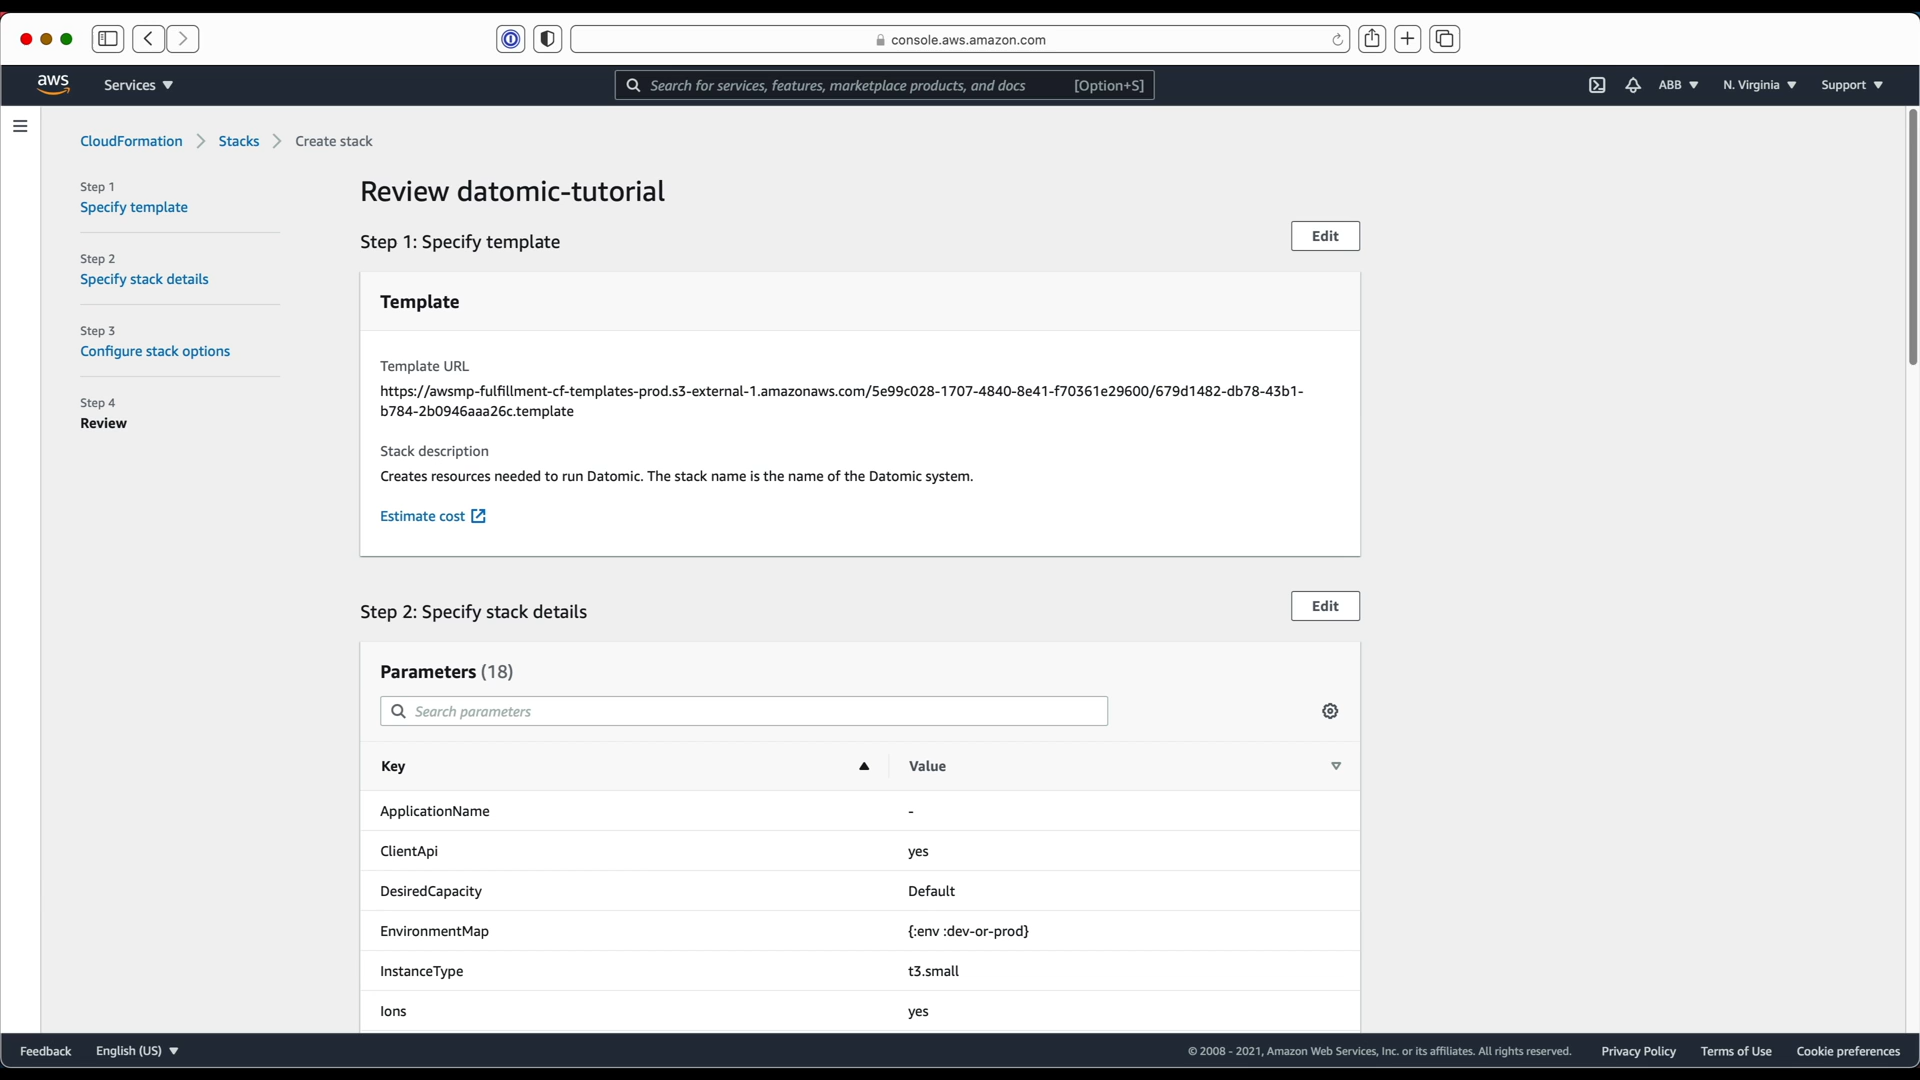 console.aws.amazon.com
aws
Services
Search for services, features, marketplace products, and docs
[Option+S]
ABB
N. Virginia
Support
CloudFormation
Stacks
Create stack
Step 1
Specify template
Step 2
Specify stack details
Step 3
Configure stack options
Step 4
Review
Review datomic-tutorial
Step 1: Specify template
Edit
Template
Template URL
https://awsmp-fulfillment-cf-templates-prod.s3-external-1.amazonaws.com/5e99c028-1707-4840-8e41-f70361e29600/679d1482-db78-43b1-
b784-2b0946aaa26c.template
Stack description
Creates resources needed to run Datomic. The stack name is the name of the Datomic system.
Estimate cost
Step 2: Specify stack details
Edit
Parameters (18)
Search parameters
Key
Value
ApplicationName
-
ClientApi
yes
DesiredCapacity
Default
EnvironmentMap
{:env :dev-or-prod}
InstanceType
t3.small
Ions
yes
Feedback
English (US)
© 2008 - 2021, Amazon Web Services, Inc. or its affiliates. All rights reserved.
Privacy Policy
Terms of Use
Cookie preferences